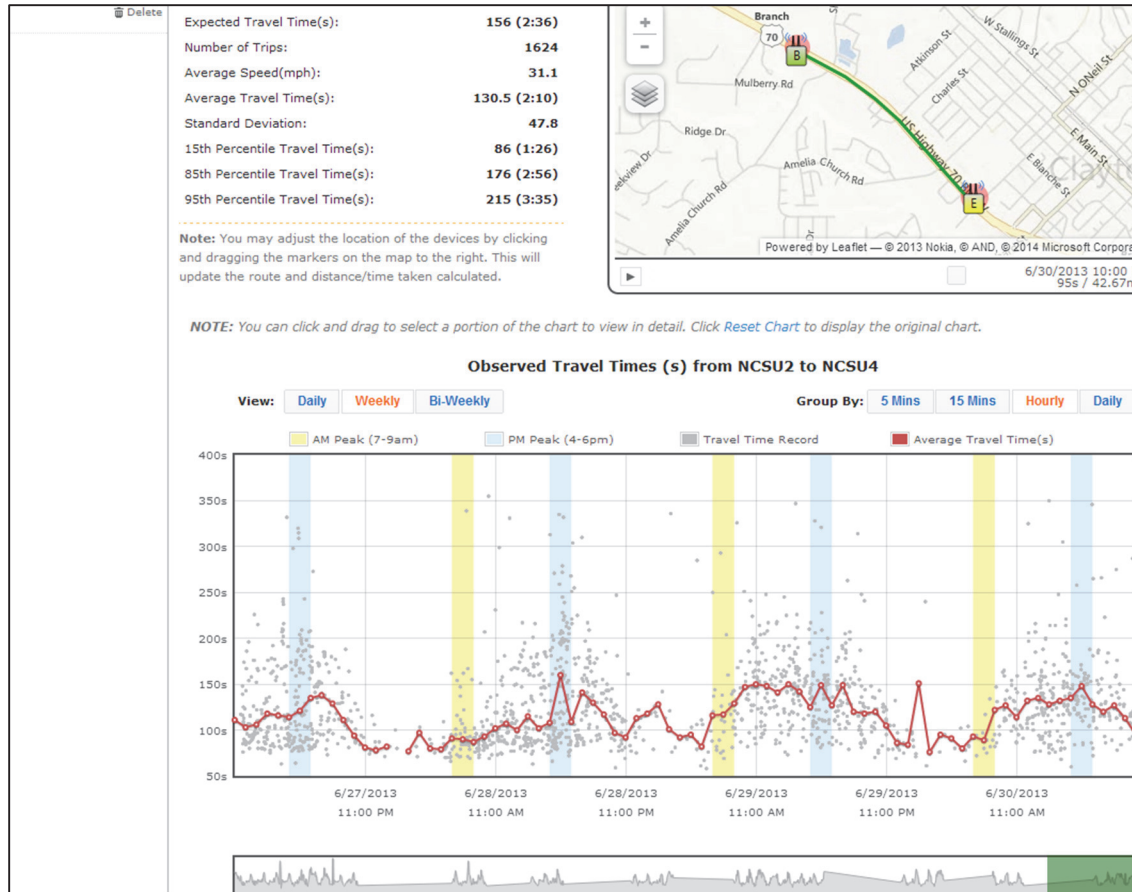 Delete
Expected Travel Time(s): 156 (2:36)
Number of Trips: 1624
Average Speed(mph): 31.1
Average Travel Time(s): 130.5 (2:10)
Standard Deviation: 47.8
15th Percentile Travel Time(s): 86 (1:26)
85th Percentile Travel Time(s): 176 (2:56)
95th Percentile Travel Time(s): 215 (3:35)
Note: You may adjust the location of the devices by clicking
and dragging the markers on the map to the right. This will
update the route and distance/time taken calculated.
+
−
Branch
70
B
Mulberry Rd
Ridge Dr
Amelia Church Rd
Amelia Church Rd
Atkinson St
Charles St
W Stallings St
N ONeil St
E Main St
E Blanche St
US Highway 70
E
Powered by Leaflet — © 2013 Nokia, © AND, © 2014 Microsoft Corpora
6/30/2013 10:00
95s / 42.67m
NOTE: You can click and drag to select a portion of the chart to view in detail. Click Reset Chart to display the original chart.
Observed Travel Times (s) from NCSU2 to NCSU4
View: Daily Weekly Bi-Weekly Group By: 5 Mins 15 Mins Hourly Daily
AM Peak (7-9am) PM Peak (4-6pm) Travel Time Record Average Travel Time(s)
400s
350s
300s
250s
200s
150s
100s
50s
6/27/2013 6/28/2013 6/28/2013 6/29/2013 6/29/2013 6/30/2013
11:00 PM 11:00 AM 11:00 PM 11:00 AM 11:00 PM 11:00 AM